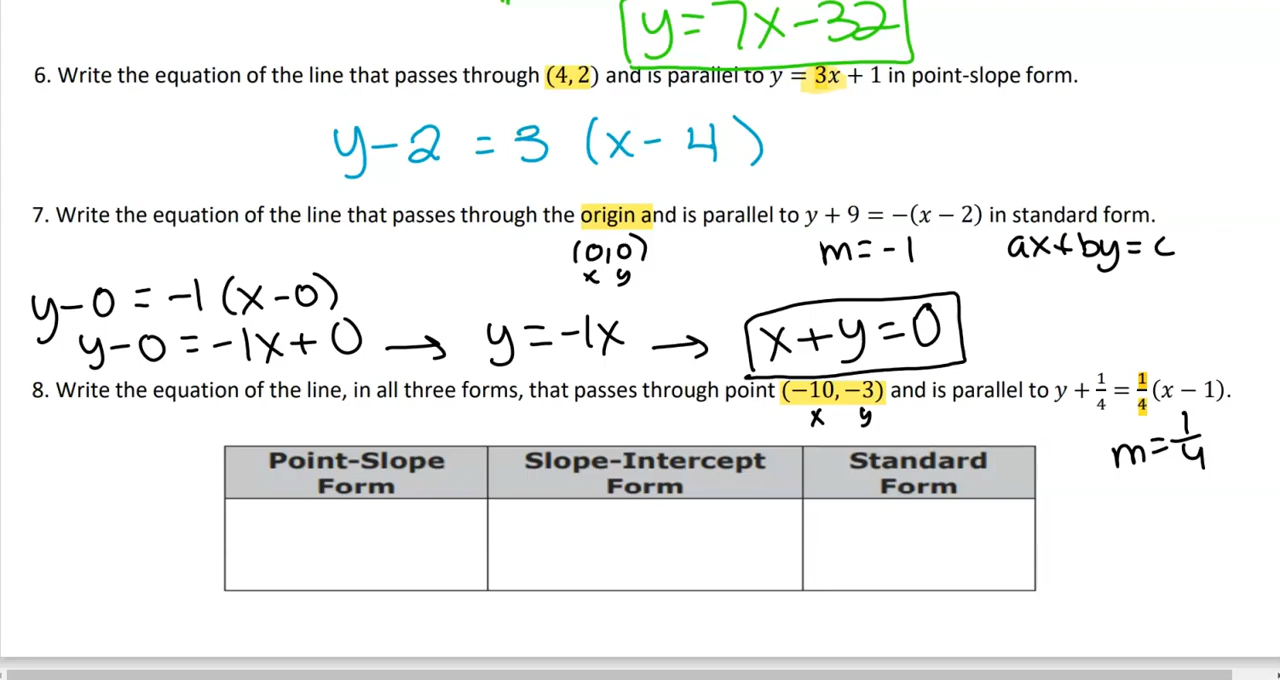 y=7x-32
6. Write the equation of the line that passes through (4, 2) and is parallel to y = 3x + 1 in point-slope form.
y-2 = 3 (x-4)
7. Write the equation of the line that passes through the origin and is parallel to y + 9 = −(x − 2) in standard form.
(0,0) m=-1 ax+by=c
x y
y-0=-1(x-0)
y-0=-1x+0 → y=-1x → x+y=0
8. Write the equation of the line, in all three forms, that passes through point (−10, −3) and is parallel to y + 1/4 = 1/4 (x − 1).
x y
m=1/4
Point-Slope Form Slope-Intercept Form Standard Form